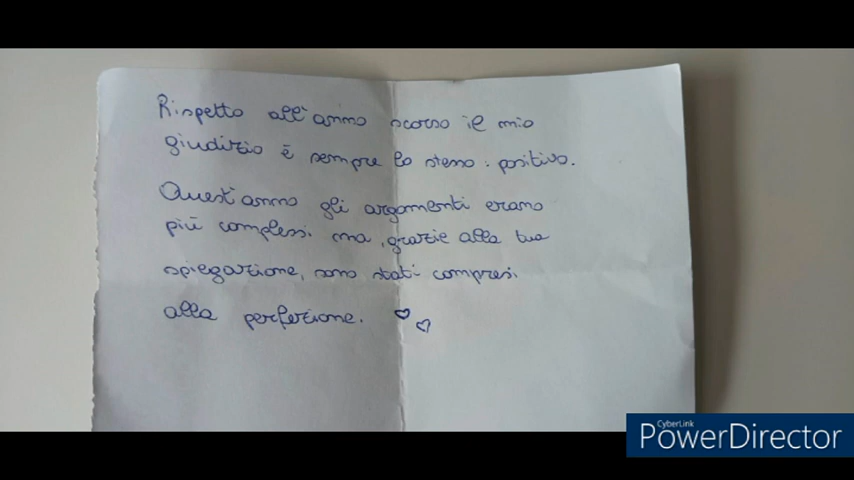 Rispetto all'anno scorso il mio
giudizio è sempre lo stesso: positivo.
Quest'anno gli argomenti erano
più complessi ma, grazie alla tua
spiegazione, sono stati compresi
alla perfezione.
CyberLink
PowerDirector